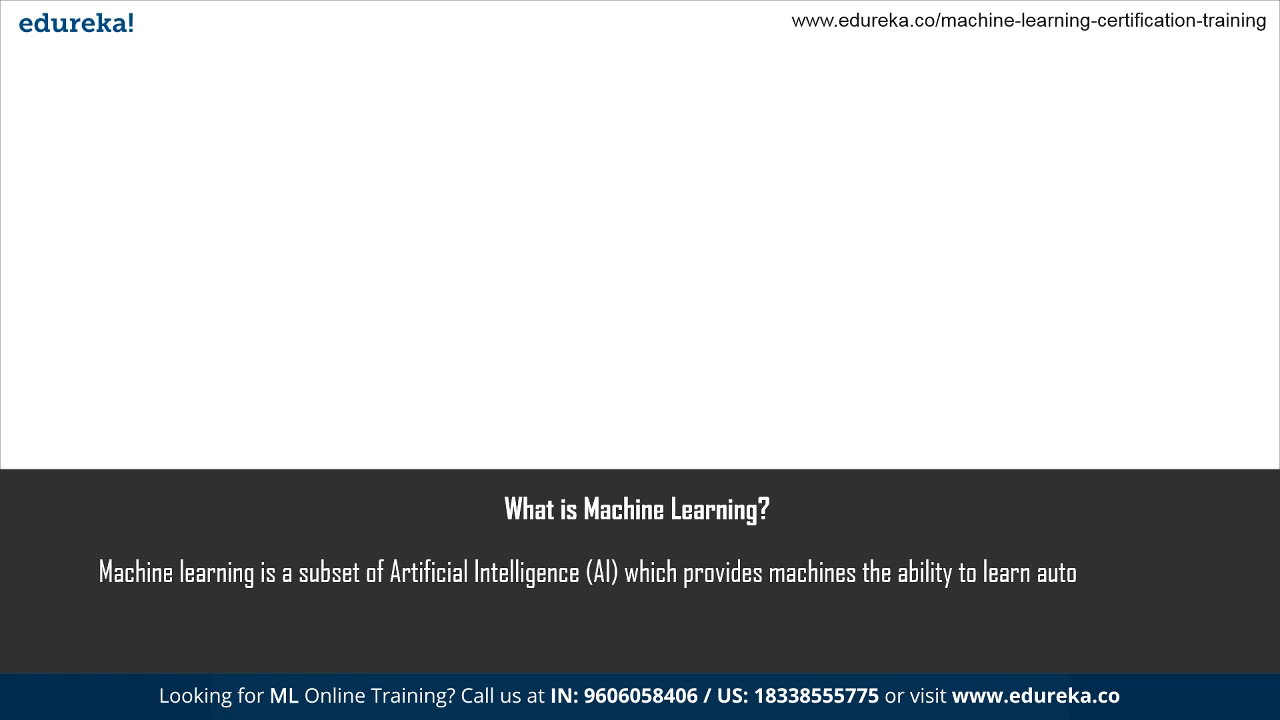 edureka!
www.edureka.co/machine-learning-certification-training
What is Machine Learning?
Machine learning is a subset of Artificial Intelligence (AI) which provides machines the ability to learn auto
Looking for ML Online Training? Call us at IN: 9606058406 / US: 18338555775 or visit www.edureka.co